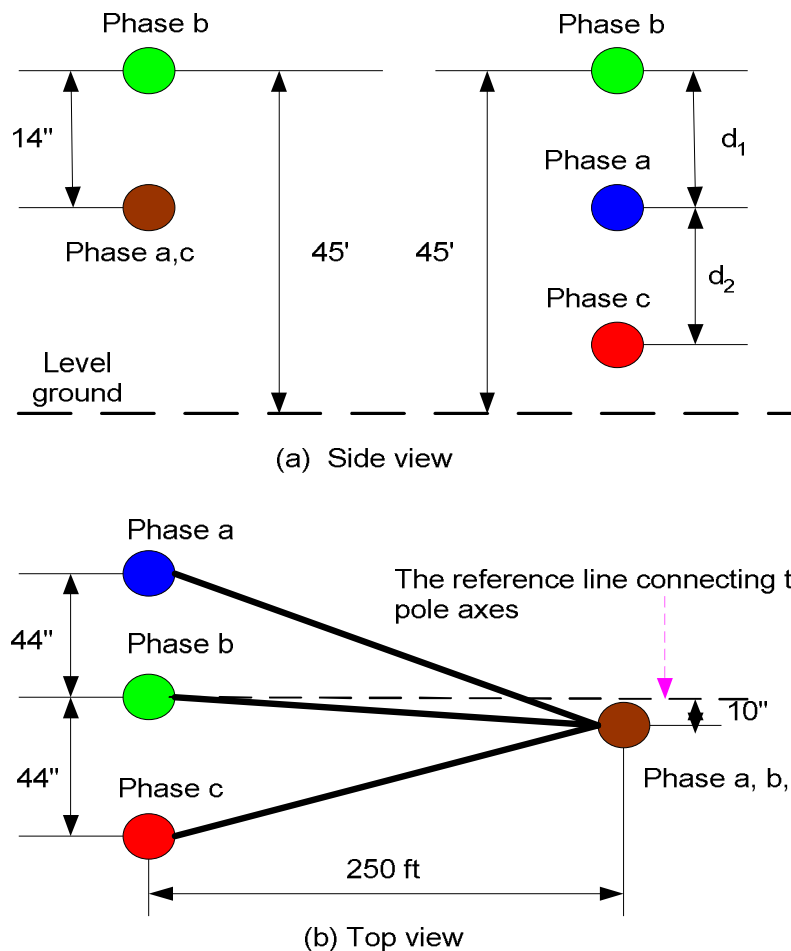 Phase b
Phase b
14"
d1
Phase a
Phase a,c
45'
45'
d2
Phase c
Level
ground
(a) Side view
Phase a
The reference line connecting t
pole axes
44"
Phase b
10"
44"
Phase c
Phase a, b,
250 ft
(b) Top view